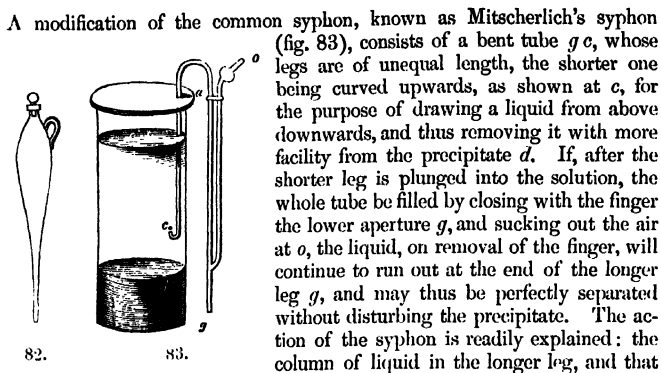 A modification of the common syphon, known as Mitscherlich's syphon
(fig. 83), consists of a bent tube g c, whose
legs are of unequal length, the shorter one
being curved upwards, as shown at c, for
the purpose of drawing a liquid from above
downwards, and thus removing it with more
facility from the precipitate d. If, after the
shorter leg is plunged into the solution, the
whole tube be filled by closing with the finger
the lower aperture g, and sucking out the air
at o, the liquid, on removal of the finger, will
continue to run out at the end of the longer
leg g, and may thus be perfectly separated
without disturbing the precipitate. The ac-
tion of the syphon is readily explained: the
column of liquid in the longer leg, and that
o
a
c
g
82. 83.